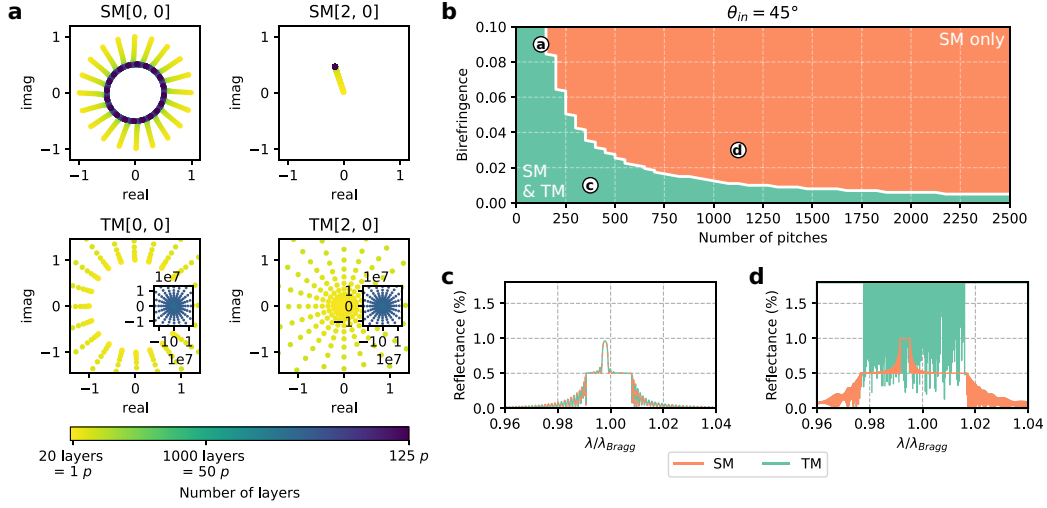 a
SM[0, 0]
SM[2, 0]
imag
1
0
−1
−1
0
1
real
imag
1
0
−1
−1
0
1
real
TM[0, 0]
TM[2, 0]
imag
1
0
−1
−1
0
1
real
1e7
1
0
−1
−1
0
1
1e7
imag
1
0
−1
−1
0
1
real
1e7
1
0
−1
−1
0
1
1e7
20 layers
= 1 p
1000 layers
= 50 p
125 p
Number of layers
b
θin = 45°
Birefringence
0.10
0.08
0.06
0.04
0.02
0.00
a
SM only
d
c
SM
& TM
0
250
500
750
1000
1250
1500
1750
2000
2250
2500
Number of pitches
c
Reflectance (%)
1.5
1.0
0.5
0.0
0.96
0.98
1.00
1.02
1.04
λ/λBragg
d
Reflectance (%)
1.5
1.0
0.5
0.0
0.96
0.98
1.00
1.02
1.04
λ/λBragg
SM
TM